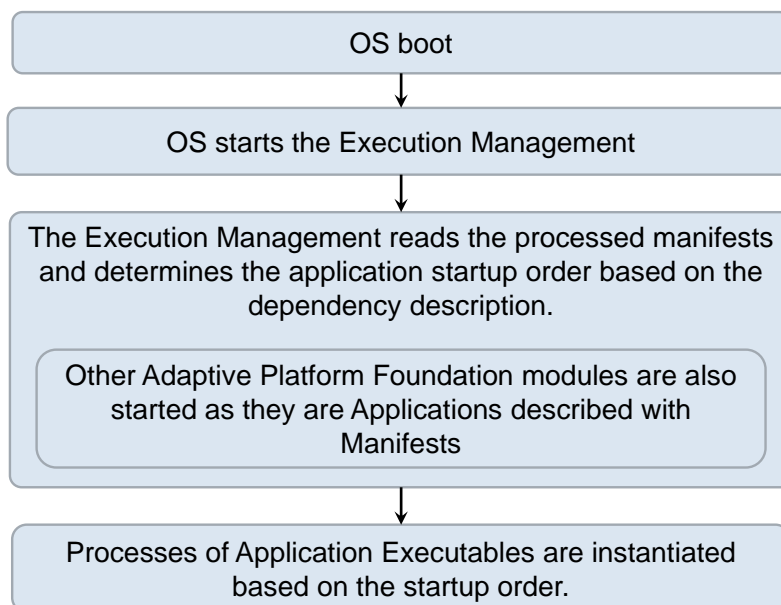 OS boot
OS starts the Execution Management
The Execution Management reads the processed manifests
and determines the application startup order based on the
dependency description.
Other Adaptive Platform Foundation modules are also
started as they are Applications described with
Manifests
Processes of Application Executables are instantiated
based on the startup order.